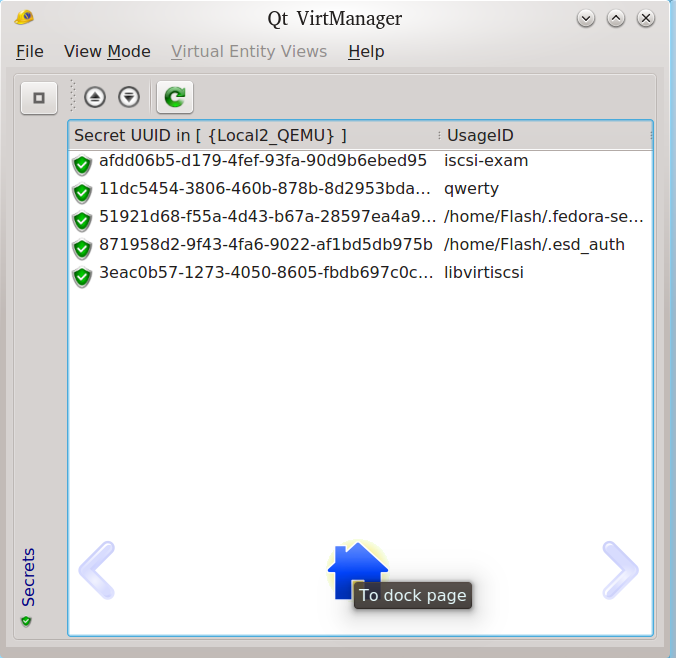 Qt VirtManager
File View Mode Virtual Entity Views Help
Secret UUID in [ {Local2_QEMU} ] UsageID
afdd06b5-d179-4fef-93fa-90d9b6ebed95 iscsi-exam
11dc5454-3806-460b-878b-8d2953bda... qwerty
51921d68-f55a-4d43-b67a-28597ea4a9... /home/Flash/.fedora-se...
871958d2-9f43-4fa6-9022-af1bd5db975b /home/Flash/.esd_auth
3eac0b57-1273-4050-8605-fbdb697c0c... libvirtiscsi
Secrets
To dock page